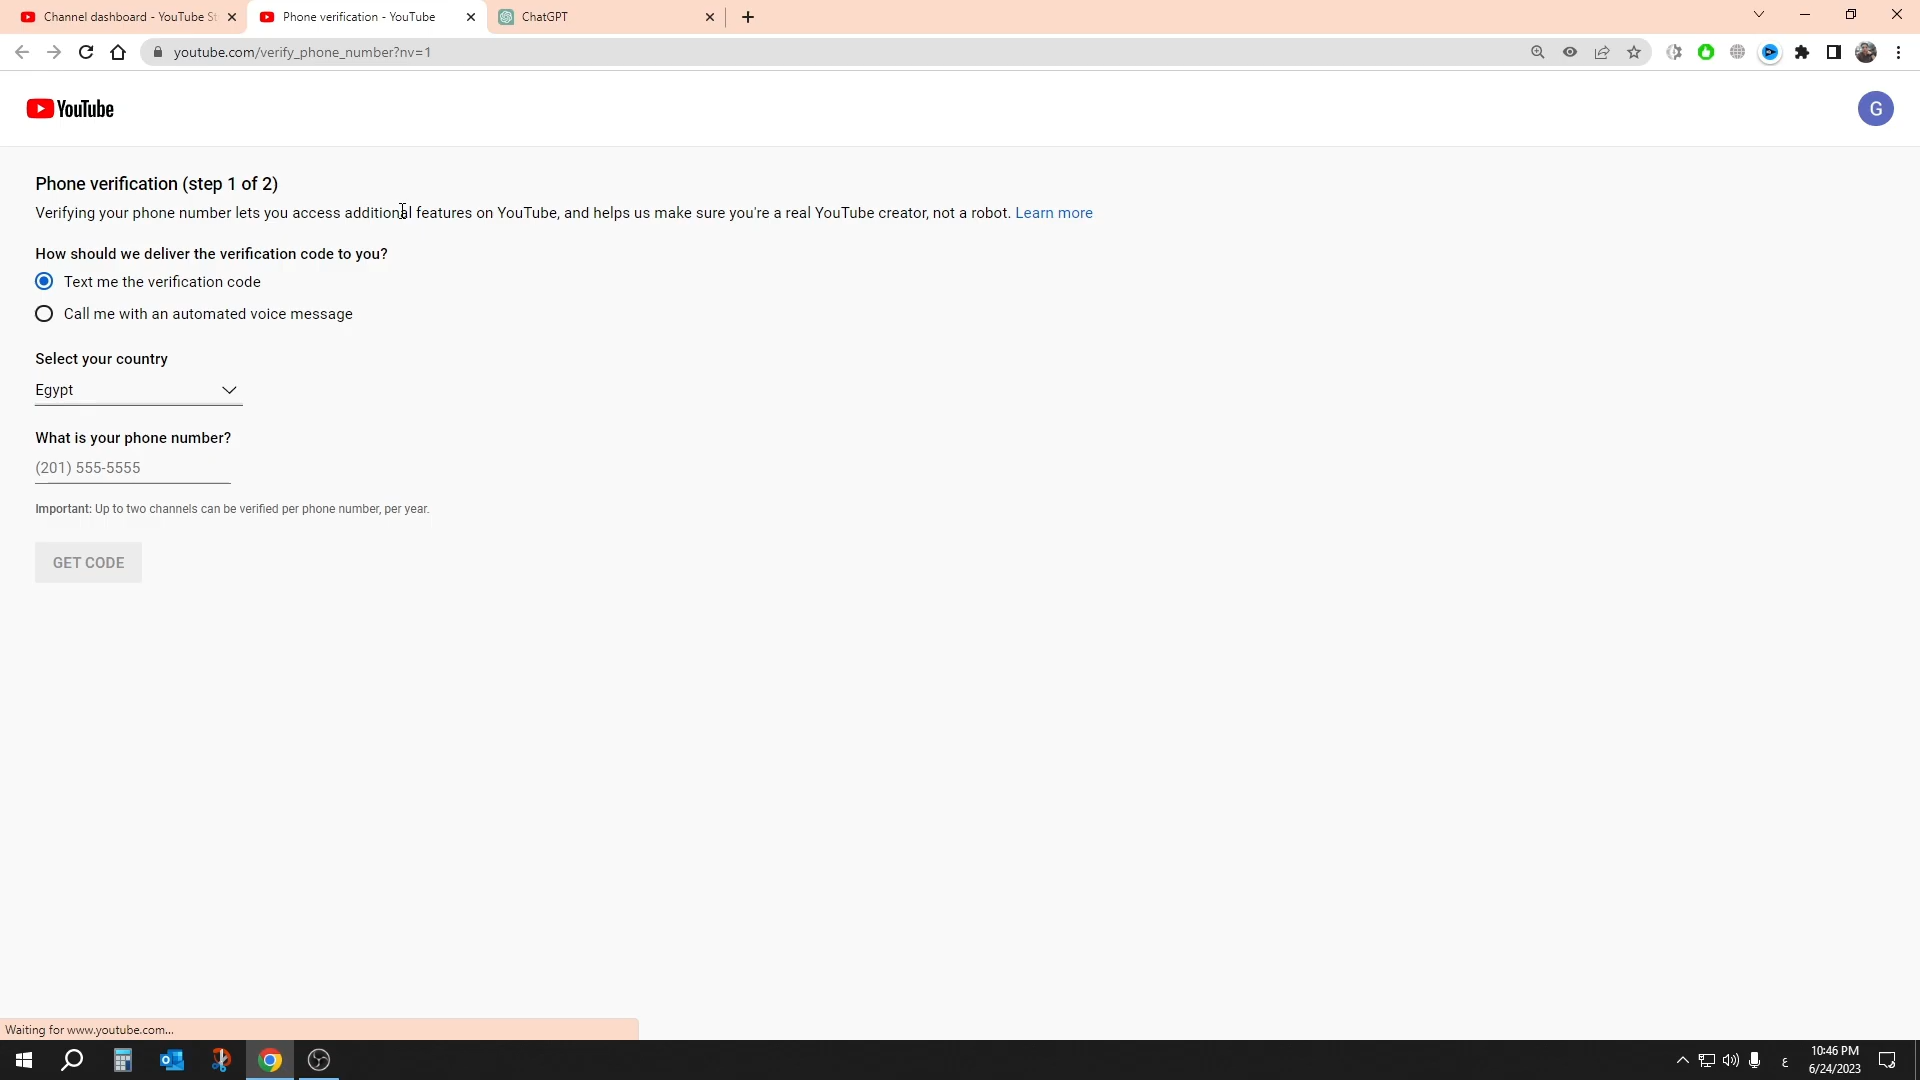 Channel dashboard - YouTube St
Phone verification - YouTube
ChatGPT
youtube.com/verify_phone_number?nv=1
YouTube
G
Phone verification (step 1 of 2)
Verifying your phone number lets you access additional features on YouTube, and helps us make sure you're a real YouTube creator, not a robot. Learn more
How should we deliver the verification code to you?
Text me the verification code
Call me with an automated voice message
Select your country
Egypt
What is your phone number?
(201) 555-5555
Important: Up to two channels can be verified per phone number, per year.
GET CODE
Waiting for www.youtube.com...
ع
10:46 PM
6/24/2023